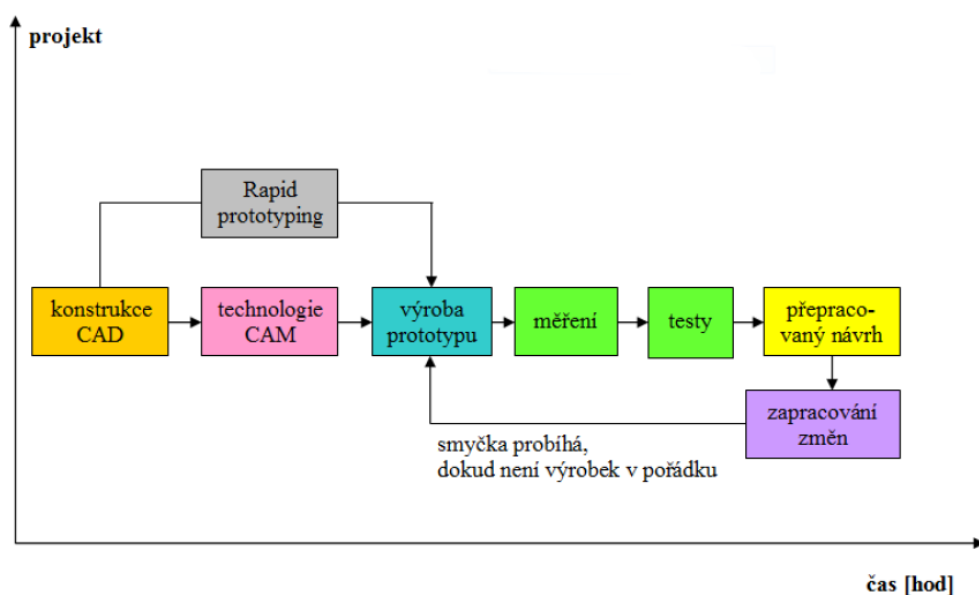 projekt
Rapid
prototyping
konstrukce
CAD
technologie
CAM
výroba
prototypu
měření
testy
přepraco-
vaný návrh
zapracování
změn
smyčka probíhá,
dokud není výrobek v pořádku
čas [hod]